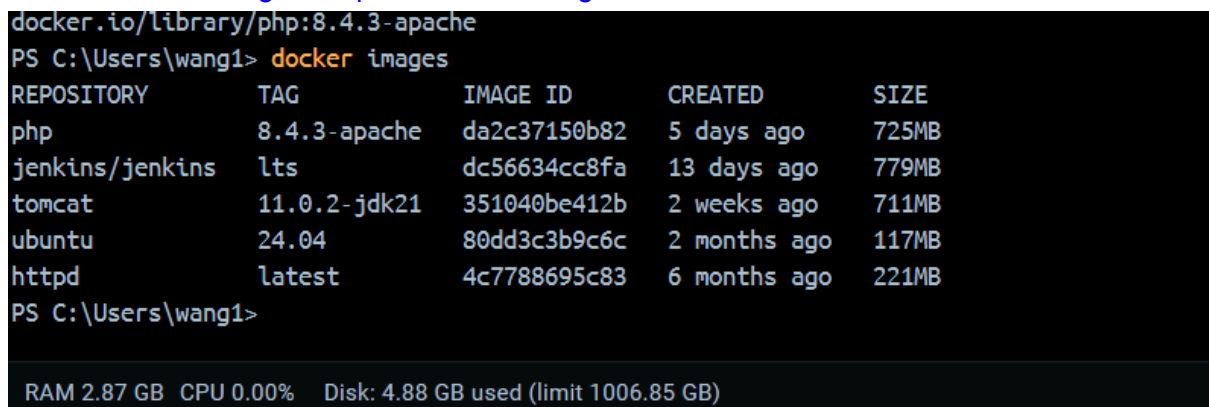 docker.io/library/php:8.4.3-apache
PS C:\Users\wang1> docker images
REPOSITORY TAG IMAGE ID CREATED SIZE
php 8.4.3-apache da2c37150b82 5 days ago 725MB
jenkins/jenkins lts dc56634cc8fa 13 days ago 779MB
tomcat 11.0.2-jdk21 351040be412b 2 weeks ago 711MB
ubuntu 24.04 80dd3c3b9c6c 2 months ago 117MB
httpd latest 4c7788695c83 6 months ago 221MB
PS C:\Users\wang1>
RAM 2.87 GB CPU 0.00% Disk: 4.88 GB used (limit 1006.85 GB)